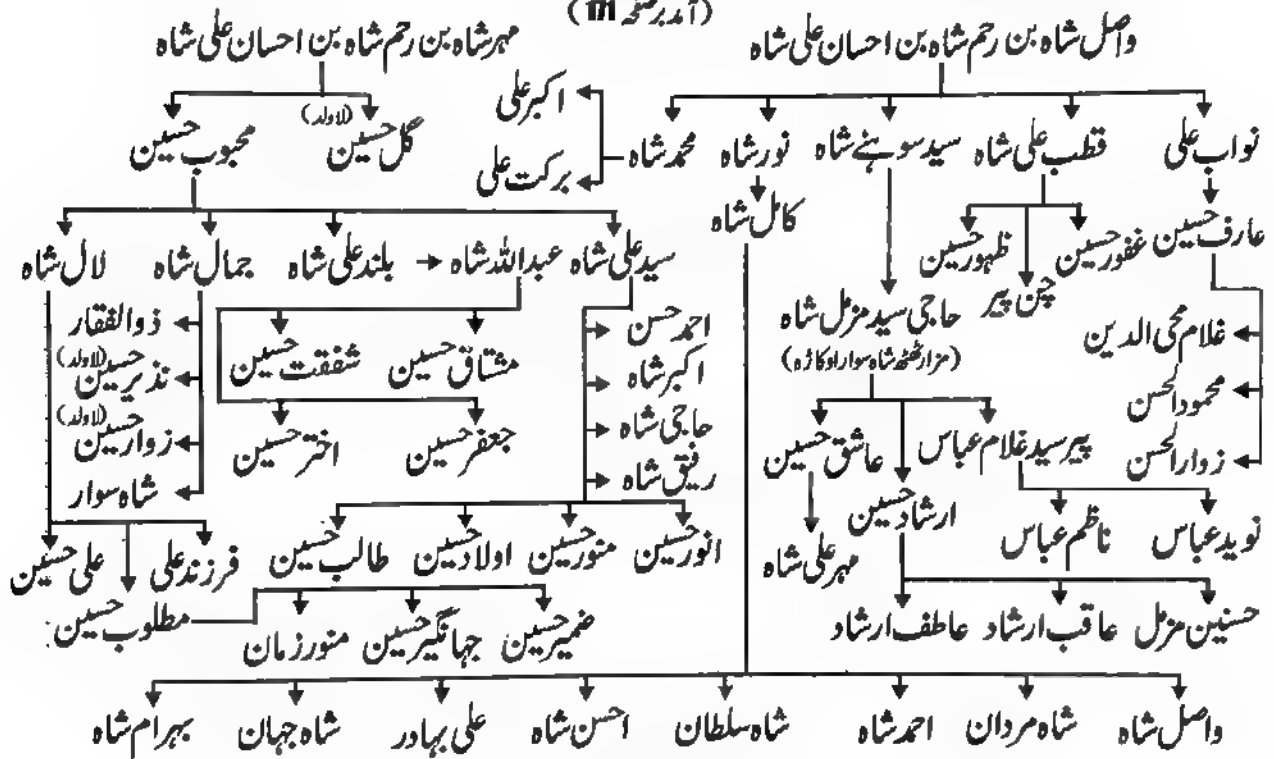 (آمد بر صفحہ 171)
واصل شاہ بن رحم شاہ بن احسان علی شاہ
مہر شاہ بن رحم شاہ بن احسان علی شاہ
نواب علی قطب علی شاہ سید سوہنے شاہ نور شاہ محمد شاہ
اکبر علی
برکت علی
گل حسین (لاولد) محبوب حسین
عارف حسین غفور حسین چن پیر ظہور حسین
کامل شاہ
سید علی شاہ عبداللہ شاہ بلند علی شاہ جمال شاہ لال شاہ
غلام محی الدین
محمود الحسن
زوار الحسن
حاجی سید مزمل شاہ
(مزار ٹھٹھہ شاہ سوار اوکاڑہ)
احمد حسن
اکبر شاہ
حاجی شاہ
رفیق شاہ
مشتاق حسین شفقت حسین
جعفر حسین اختر حسین
ذوالفقار
نذیر حسین (لاولد)
زوار حسین (لاولد)
شاہ سوار
پیر سید غلام عباس ارشاد حسین عاشق حسین
نوید عباس ناظم عباس
مہر علی شاہ
انور حسین منور حسین اولاد حسین طالب حسین
فرزند علی مطلوب حسین علی حسین
حسنین مزمل عاقب ارشاد عاطف ارشاد
ضمیر حسین جہانگیر حسین منور زمان
واصل شاہ شاہ مردان احمد شاہ شاہ سلطان احسن شاہ علی بہادر شاہ جہان بہرام شاہ